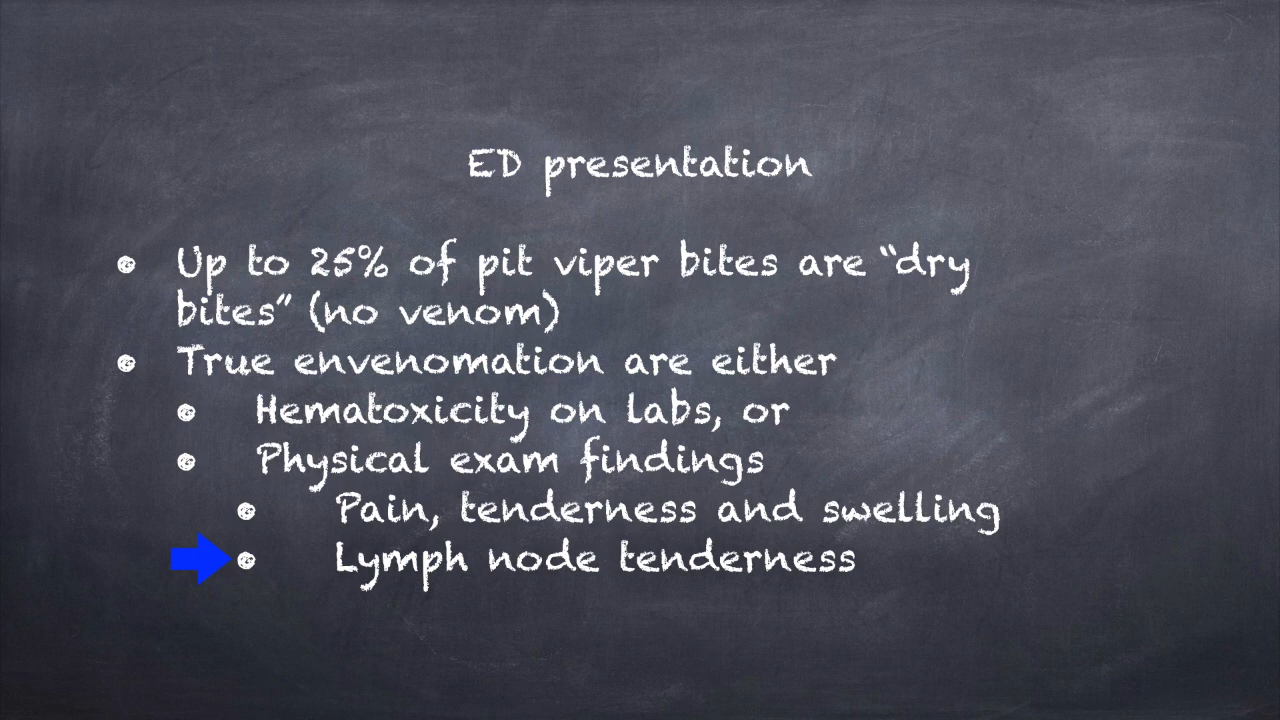 ED presentation
• Up to 25% of pit viper bites are “dry
bites” (no venom)
• True envenomation are either
• Hematoxicity on labs, or
• Physical exam findings
• Pain, tenderness and swelling
• Lymph node tenderness